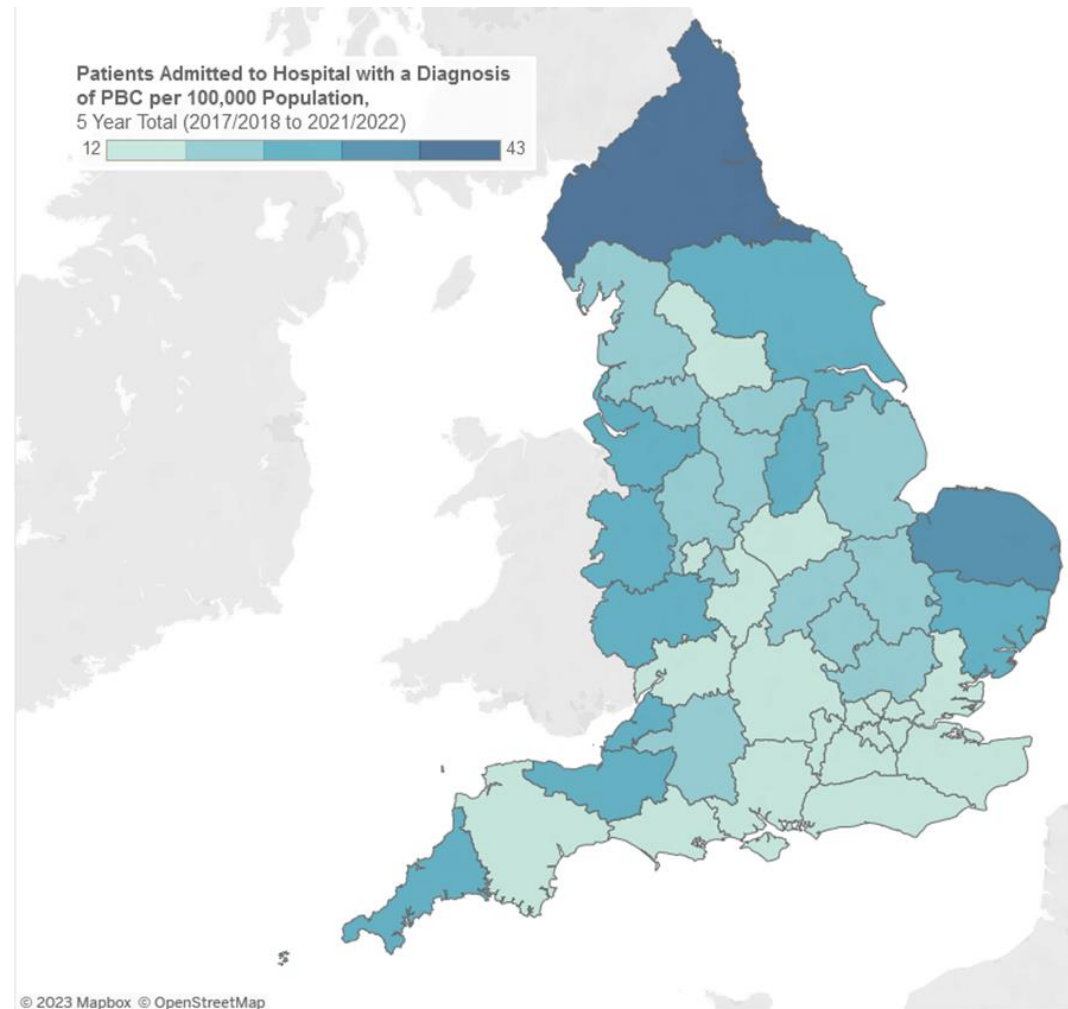 Patients Admitted to Hospital with a Diagnosis
of PBC per 100,000 Population,
5 Year Total (2017/2018 to 2021/2022)
12 43
© 2023 Mapbox © OpenStreetMap